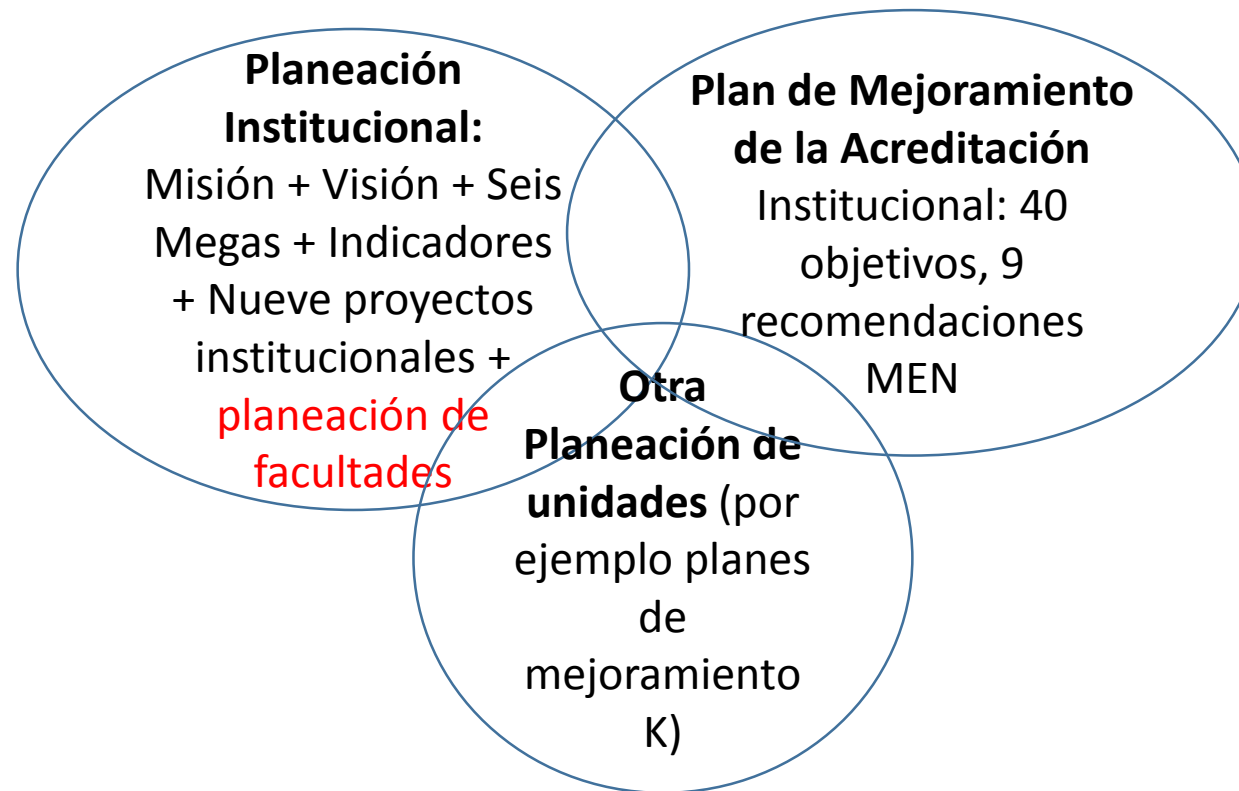 Planeación
Institucional:
Misión + Visión + Seis
Megas + Indicadores
+ Nueve proyectos
institucionales +
planeación de
facultades
Plan de Mejoramiento
de la Acreditación
Institucional: 40
objetivos, 9
recomendaciones
MEN
Otra
Planeación de
unidades (por
ejemplo planes
de
mejoramiento
K)